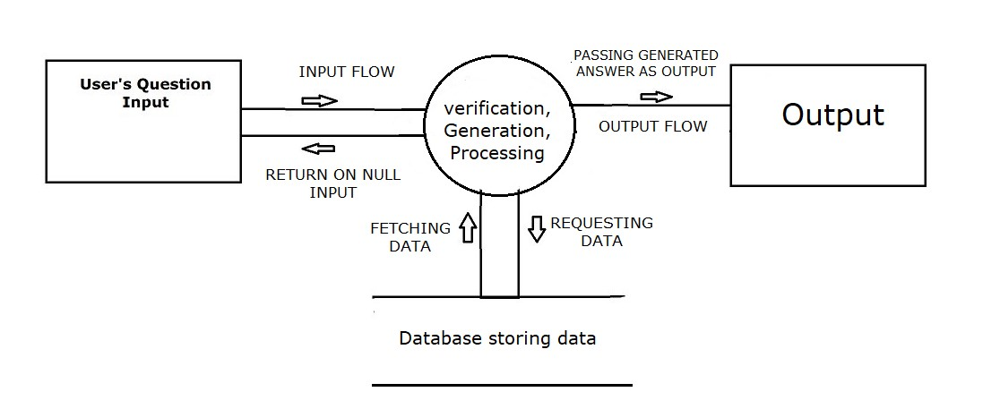 User's Question
Input
INPUT FLOW
RETURN ON NULL
INPUT
verification,
Generation,
Processing
PASSING GENERATED
ANSWER AS OUTPUT
OUTPUT FLOW
Output
FETCHING
DATA
REQUESTING
DATA
Database storing data